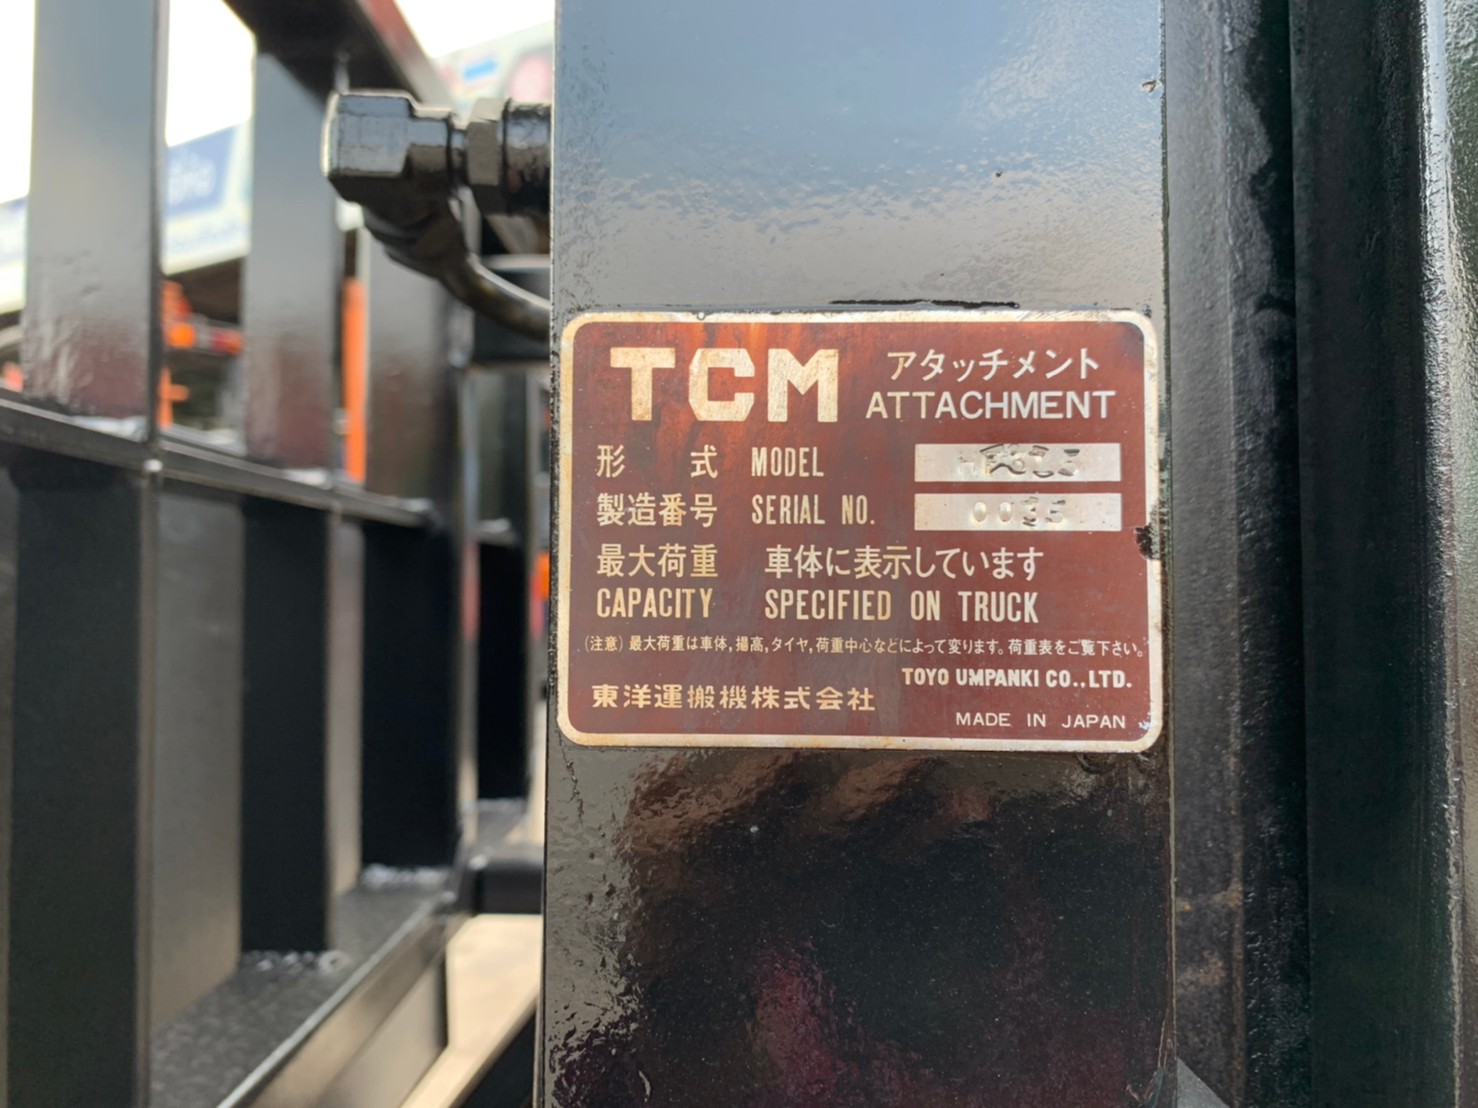 TCM アタッチメント
ATTACHMENT
形 式 MODEL
製造番号 SERIAL NO.
最大荷重 車体に表示しています
CAPACITY SPECIFIED ON TRUCK
(注意) 最大荷重は車体,揚高,タイヤ,荷重中心などによって変ります。荷重表をご覧下さい。
TOYO UMPANKI CO.,LTD.
東洋運搬機株式会社
MADE IN JAPAN